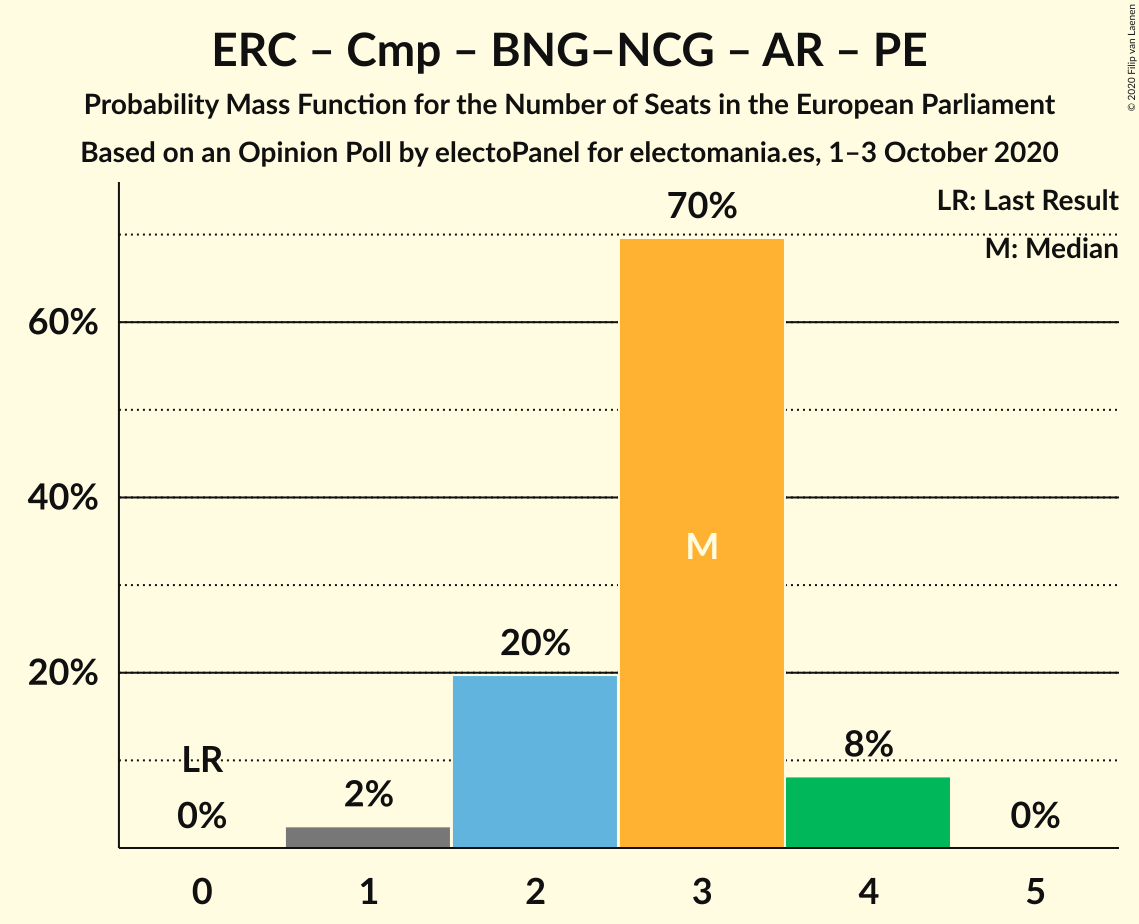 ERC – Cmp – BNG–NCG – AR – PE
Probability Mass Function for the Number of Seats in the European Parliament
Based on an Opinion Poll by electoPanel for electomania.es, 1–3 October 2020
© 2020 Filip van Laenen
LR: Last Result
M: Median
70%
60%
40%
M
20%
20%
LR
8%
2%
0%
0%
0 1 2 3 4 5